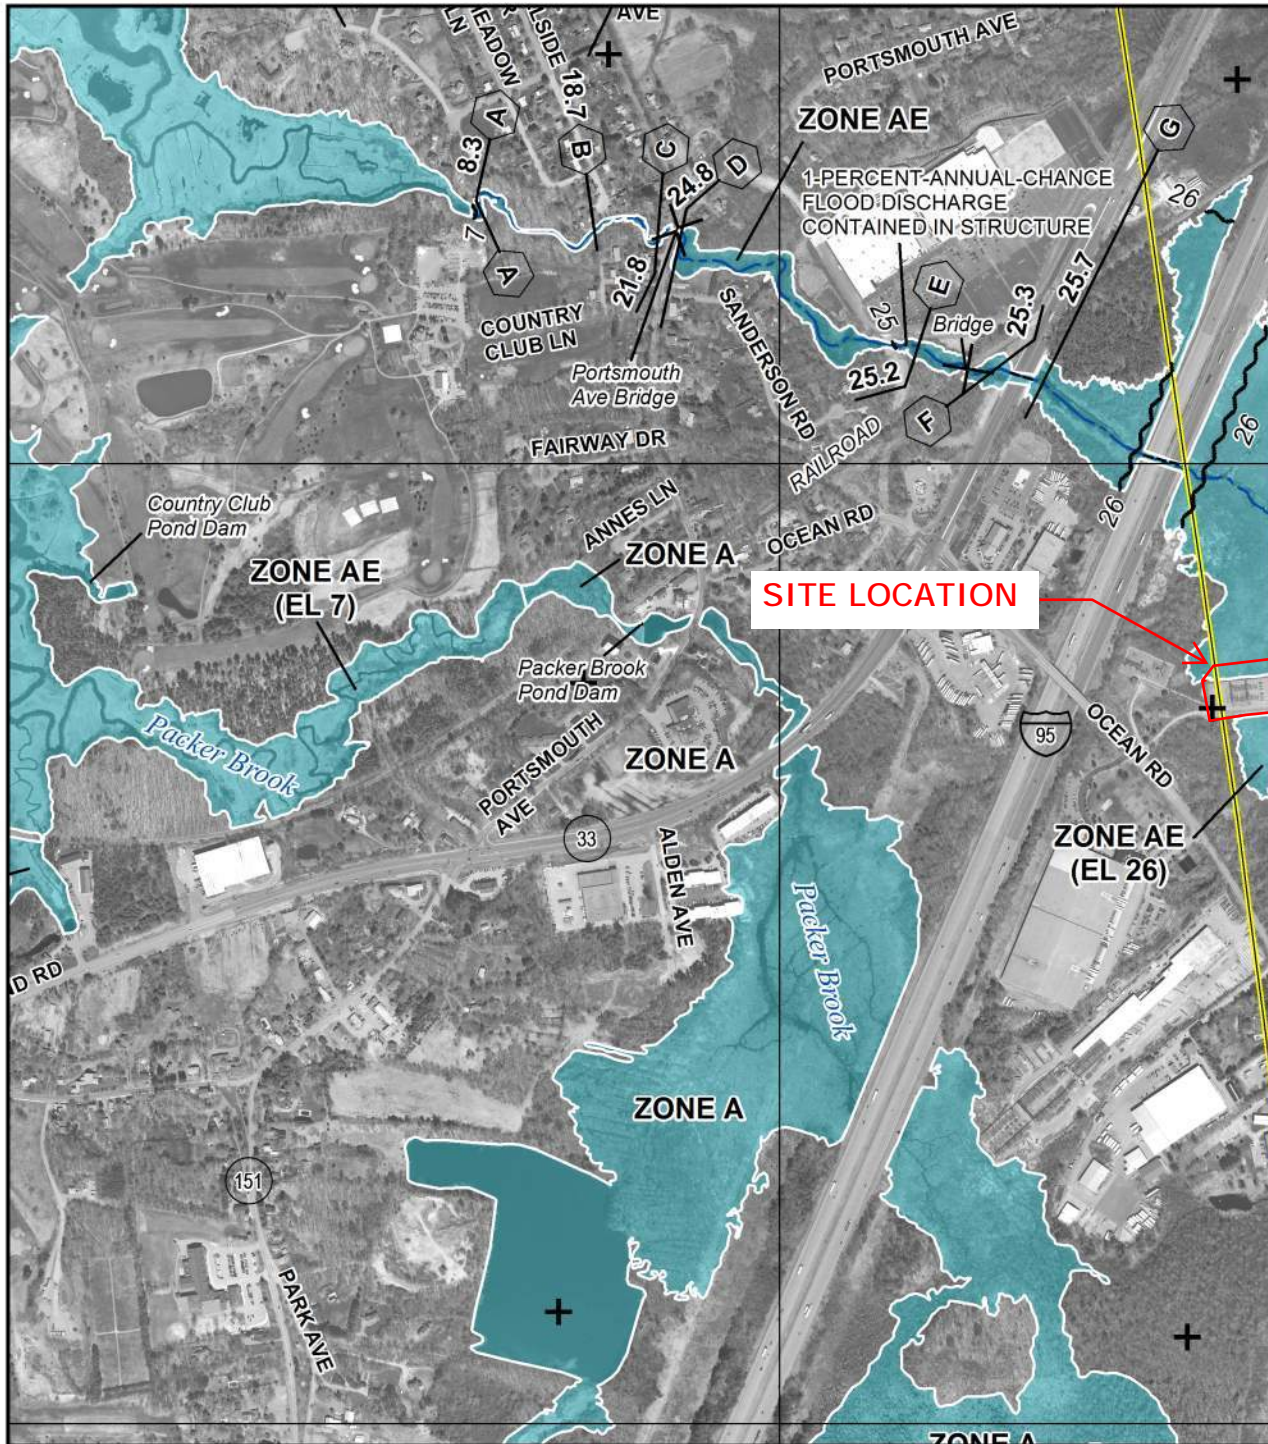 AVE
MEADOW
LN
LSIDE
18.7
PORTSMOUTH AVE
A
8.3
B
C
D
24.8
ZONE AE
G
1-PERCENT-ANNUAL-CHANCE
FLOOD DISCHARGE
CONTAINED IN STRUCTURE
26
7
A
21.8
COUNTRY
CLUB LN
SANDERSON RD
25
E
Bridge
25.3
25.7
Portsmouth
Ave Bridge
25.2
F
FAIRWAY DR
RAILROAD
26
26
Country Club
Pond Dam
ANNES LN
OCEAN RD
ZONE AE
(EL 7)
ZONE A
SITE LOCATION
Packer Brook
Pond Dam
Packer Brook
PORTSMOUTH
AVE
ZONE A
95
OCEAN RD
33
ALDEN AVE
ZONE AE
(EL 26)
Packer Brook
ND RD
ZONE A
151
PARK AVE
ZONE A